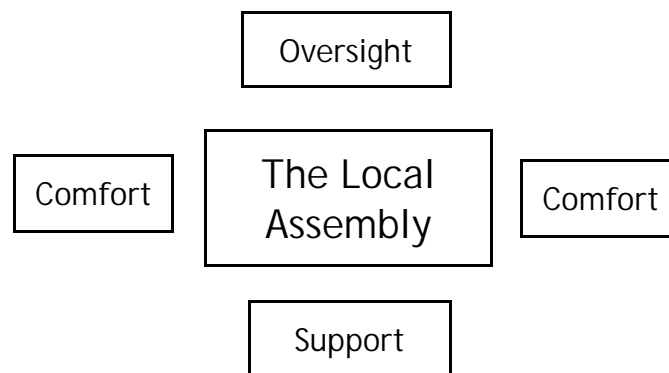 Oversight
Comfort
The Local
Assembly
Comfort
Support